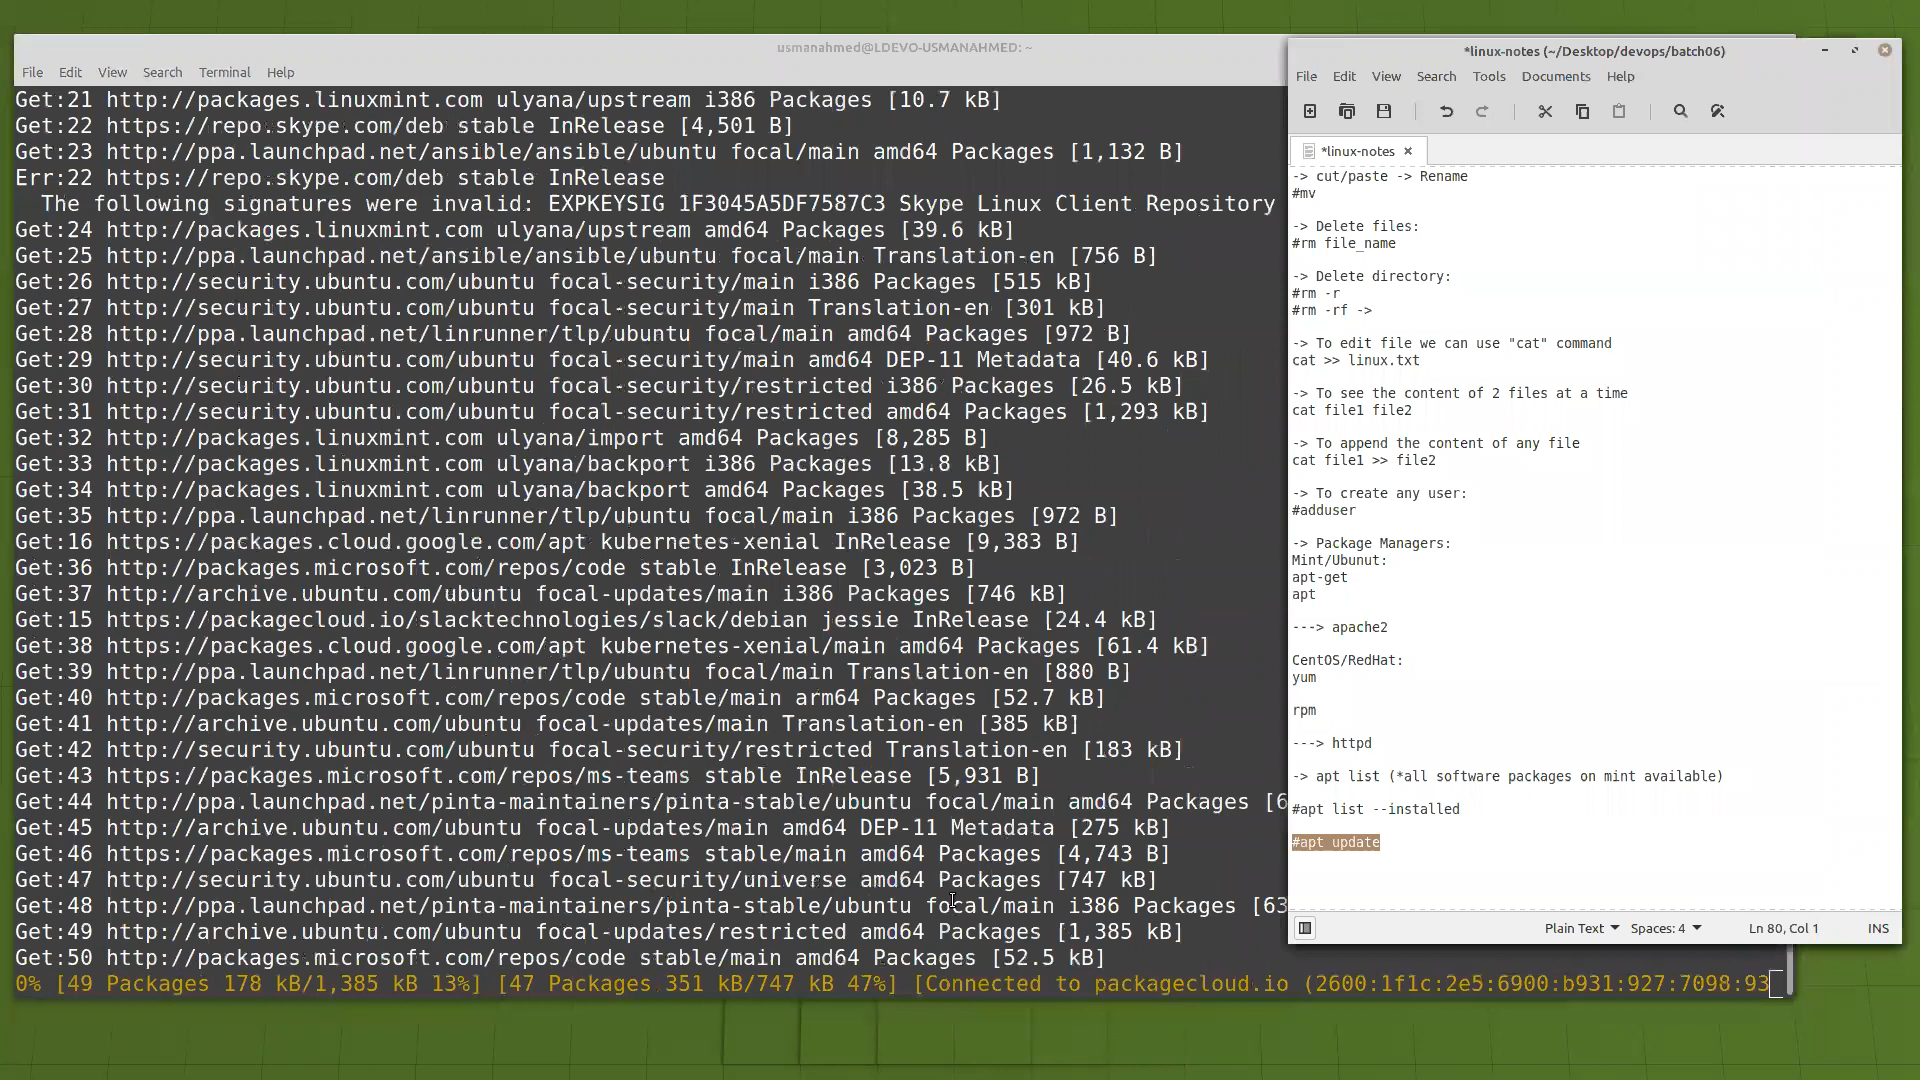 usmanahmed@LDEVO-USMANAHMED: ~
File Edit View Search Terminal Help
Get:21 http://packages.linuxmint.com ulyana/upstream i386 Packages [10.7 kB]
Get:22 https://repo.skype.com/deb stable InRelease [4,501 B]
Get:23 http://ppa.launchpad.net/ansible/ansible/ubuntu focal/main amd64 Packages [1,132 B]
Err:22 https://repo.skype.com/deb stable InRelease
The following signatures were invalid: EXPKEYSIG 1F3045A5DF7587C3 Skype Linux Client Repository
Get:24 http://packages.linuxmint.com ulyana/upstream amd64 Packages [39.6 kB]
Get:25 http://ppa.launchpad.net/ansible/ansible/ubuntu focal/main Translation-en [756 B]
Get:26 http://security.ubuntu.com/ubuntu focal-security/main i386 Packages [515 kB]
Get:27 http://security.ubuntu.com/ubuntu focal-security/main Translation-en [301 kB]
Get:28 http://ppa.launchpad.net/linrunner/tlp/ubuntu focal/main amd64 Packages [972 B]
Get:29 http://security.ubuntu.com/ubuntu focal-security/main amd64 DEP-11 Metadata [40.6 kB]
Get:30 http://security.ubuntu.com/ubuntu focal-security/restricted i386 Packages [26.5 kB]
Get:31 http://security.ubuntu.com/ubuntu focal-security/restricted amd64 Packages [1,293 kB]
Get:32 http://packages.linuxmint.com ulyana/import amd64 Packages [8,285 B]
Get:33 http://packages.linuxmint.com ulyana/backport i386 Packages [13.8 kB]
Get:34 http://packages.linuxmint.com ulyana/backport amd64 Packages [38.5 kB]
Get:35 http://ppa.launchpad.net/linrunner/tlp/ubuntu focal/main i386 Packages [972 B]
Get:16 https://packages.cloud.google.com/apt kubernetes-xenial InRelease [9,383 B]
Get:36 https://packages.microsoft.com/repos/code stable InRelease [3,023 B]
Get:37 http://archive.ubuntu.com/ubuntu focal-updates/main i386 Packages [746 kB]
Get:15 https://packagecloud.io/slacktechnologies/slack/debian jessie InRelease [24.4 kB]
Get:38 https://packages.cloud.google.com/apt kubernetes-xenial/main amd64 Packages [61.4 kB]
Get:39 http://ppa.launchpad.net/linrunner/tlp/ubuntu focal/main Translation-en [880 B]
Get:40 https://packages.microsoft.com/repos/code stable/main arm64 Packages [52.7 kB]
Get:41 http://archive.ubuntu.com/ubuntu focal-updates/main Translation-en [385 kB]
Get:42 http://security.ubuntu.com/ubuntu focal-security/restricted Translation-en [183 kB]
Get:43 https://packages.microsoft.com/repos/ms-teams stable InRelease [5,931 B]
Get:44 http://ppa.launchpad.net/pinta-maintainers/pinta-stable/ubuntu focal/main amd64 Packages [6
Get:45 http://archive.ubuntu.com/ubuntu focal-updates/main amd64 DEP-11 Metadata [275 kB]
Get:46 https://packages.microsoft.com/repos/ms-teams stable/main amd64 Packages [4,743 B]
Get:47 http://security.ubuntu.com/ubuntu focal-security/universe amd64 Packages [747 kB]
Get:48 http://ppa.launchpad.net/pinta-maintainers/pinta-stable/ubuntu focal/main i386 Packages [63
Get:49 http://archive.ubuntu.com/ubuntu focal-updates/restricted amd64 Packages [1,385 kB]
Get:50 https://packages.microsoft.com/repos/code stable/main amd64 Packages [52.5 kB]
0% [49 Packages 178 kB/1,385 kB 13%] [47 Packages 351 kB/747 kB 47%] [Connected to packagecloud.io (2600:1f1c:2e5:6900:b931:927:7098:93
*linux-notes (~/Desktop/devops/batch06)
File Edit View Search Tools Documents Help
*linux-notes
-> cut/paste -> Rename
#mv
-> Delete files:
#rm file_name
-> Delete directory:
#rm -r
#rm -rf ->
-> To edit file we can use "cat" command
cat >> linux.txt
-> To see the content of 2 files at a time
cat file1 file2
-> To append the content of any file
cat file1 >> file2
-> To create any user:
#adduser
-> Package Managers:
Mint/Ubunut:
apt-get
apt
---> apache2
CentOS/RedHat:
yum
rpm
---> httpd
-> apt list (*all software packages on mint available)
#apt list --installed
#apt update
Plain Text Spaces: 4 Ln 80, Col 1 INS